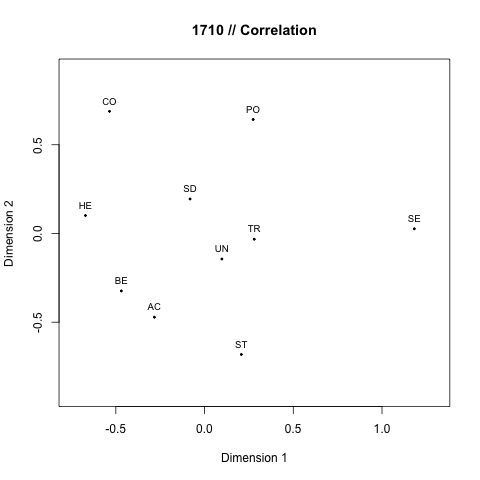 1710 // Correlation
CO
PO
SD
HE
SE
TR
UN
BE
AC
ST
0.5
0.0
-0.5
Dimension 2
-0.5
0.0
0.5
1.0
Dimension 1